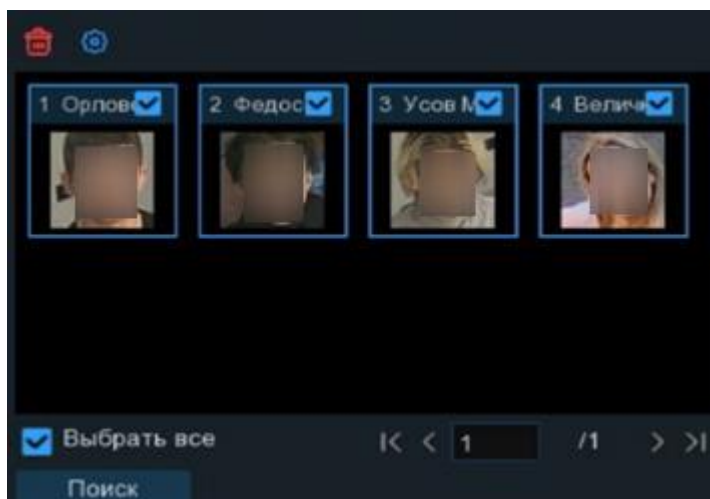 1 Орлов
2 Федос
3 Усов М
4 Велич
Выбрать все
1 /1
Поиск